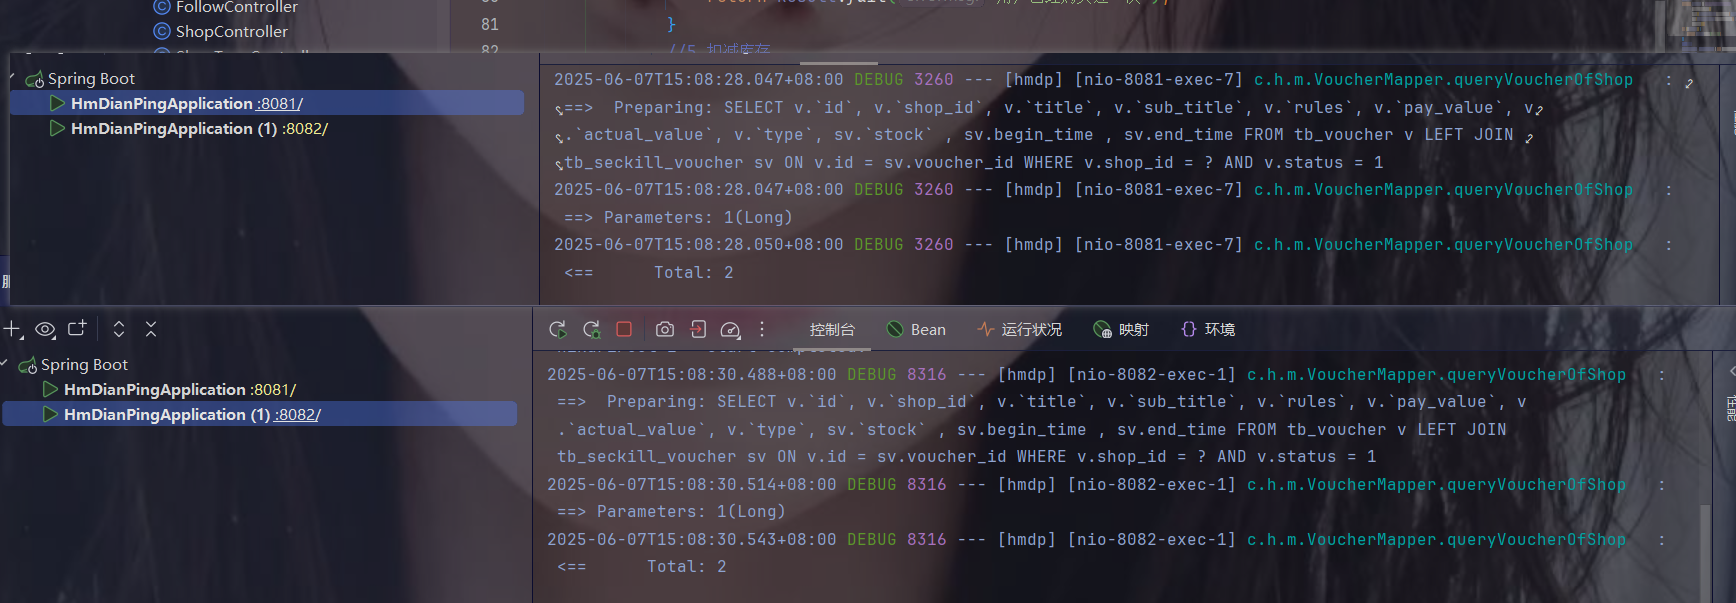 FollowController
ShopController
81
}
82
//5 扣减库存
Spring Boot
HmDianPingApplication :8081/
HmDianPingApplication (1) :8082/
2025-06-07T15:08:28.047+08:00 DEBUG 3260 --- [hmdp] [nio-8081-exec-7] c.h.m.VoucherMapper.queryVoucherOfShop :
==> Preparing: SELECT v.`id`, v.`shop_id`, v.`title`, v.`sub_title`, v.`rules`, v.`pay_value`, v
.`actual_value`, v.`type`, sv.`stock` , sv.begin_time , sv.end_time FROM tb_voucher v LEFT JOIN
tb_seckill_voucher sv ON v.id = sv.voucher_id WHERE v.shop_id = ? AND v.status = 1
2025-06-07T15:08:28.047+08:00 DEBUG 3260 --- [hmdp] [nio-8081-exec-7] c.h.m.VoucherMapper.queryVoucherOfShop :
==> Parameters: 1(Long)
2025-06-07T15:08:28.050+08:00 DEBUG 3260 --- [hmdp] [nio-8081-exec-7] c.h.m.VoucherMapper.queryVoucherOfShop :
<== Total: 2
控制台 Bean 运行状况 映射 环境
Spring Boot
HmDianPingApplication :8081/
HmDianPingApplication (1) :8082/
2025-06-07T15:08:30.488+08:00 DEBUG 8316 --- [hmdp] [nio-8082-exec-1] c.h.m.VoucherMapper.queryVoucherOfShop :
==> Preparing: SELECT v.`id`, v.`shop_id`, v.`title`, v.`sub_title`, v.`rules`, v.`pay_value`, v
.`actual_value`, v.`type`, sv.`stock` , sv.begin_time , sv.end_time FROM tb_voucher v LEFT JOIN
tb_seckill_voucher sv ON v.id = sv.voucher_id WHERE v.shop_id = ? AND v.status = 1
2025-06-07T15:08:30.514+08:00 DEBUG 8316 --- [hmdp] [nio-8082-exec-1] c.h.m.VoucherMapper.queryVoucherOfShop :
==> Parameters: 1(Long)
2025-06-07T15:08:30.543+08:00 DEBUG 8316 --- [hmdp] [nio-8082-exec-1] c.h.m.VoucherMapper.queryVoucherOfShop :
<== Total: 2